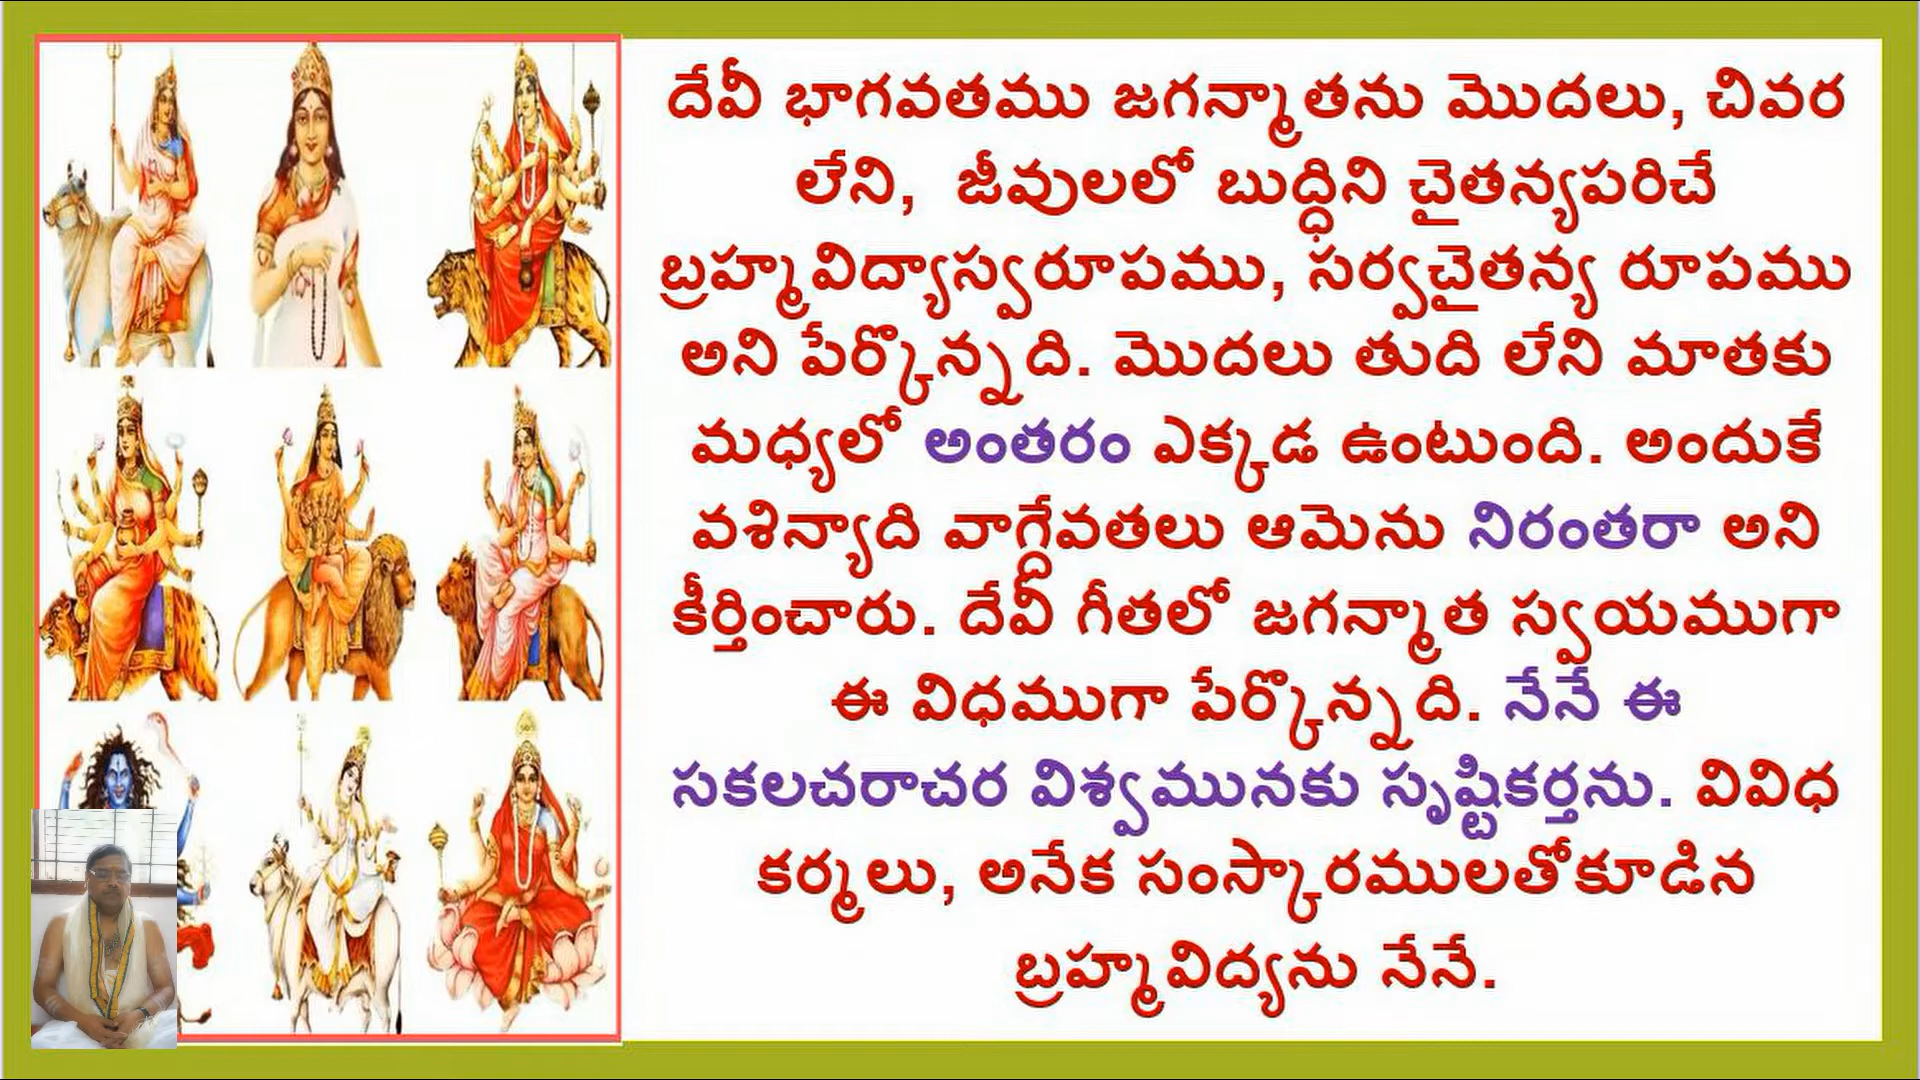 దేవీ భాగవతము జగన్మాతను మొదలు, చివర
లేని, జీవులలో బుద్ధిని చైతన్యపరిచే
బ్రహ్మవిద్యాస్వరూపము, సర్వచైతన్య రూపము
అని పేర్కొన్నది. మొదలు తుది లేని మాతకు
మధ్యలో అంతరం ఎక్కడ ఉంటుంది. అందుకే
వశిన్యాది వాగ్దేవతలు ఆమెను నిరంతరా అని
కీర్తించారు. దేవీ గీతలో జగన్మాత స్వయముగా
ఈ విధముగా పేర్కొన్నది. నేనే ఈ
సకలచరాచర విశ్వమునకు సృష్టికర్తను. వివిధ
కర్మలు, అనేక సంస్కారములతోకూడిన
బ్రహ్మవిద్యను నేనే.